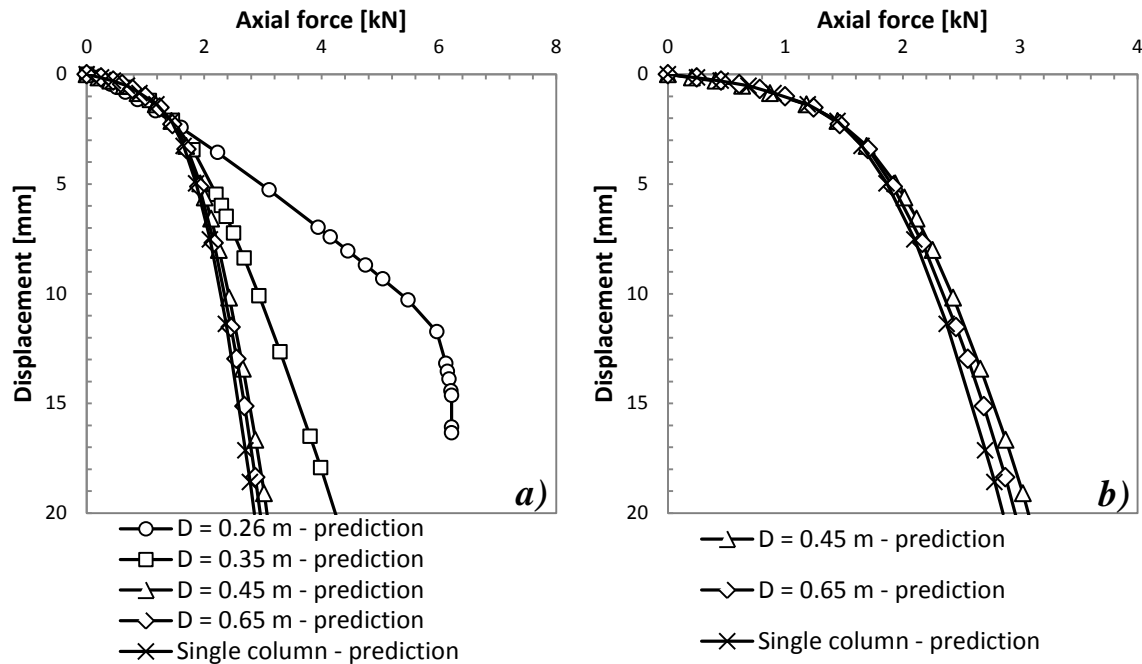 Axial force [kN]
0 2 4 6 8
Displacement [mm]
0
5
10
15
20
a)
D = 0.26 m - prediction
D = 0.35 m - prediction
D = 0.45 m - prediction
D = 0.65 m - prediction
Single column - prediction
Axial force [kN]
0 1 2 3 4
Displacement [mm]
0
5
10
15
20
b)
D = 0.45 m - prediction
D = 0.65 m - prediction
Single column - prediction